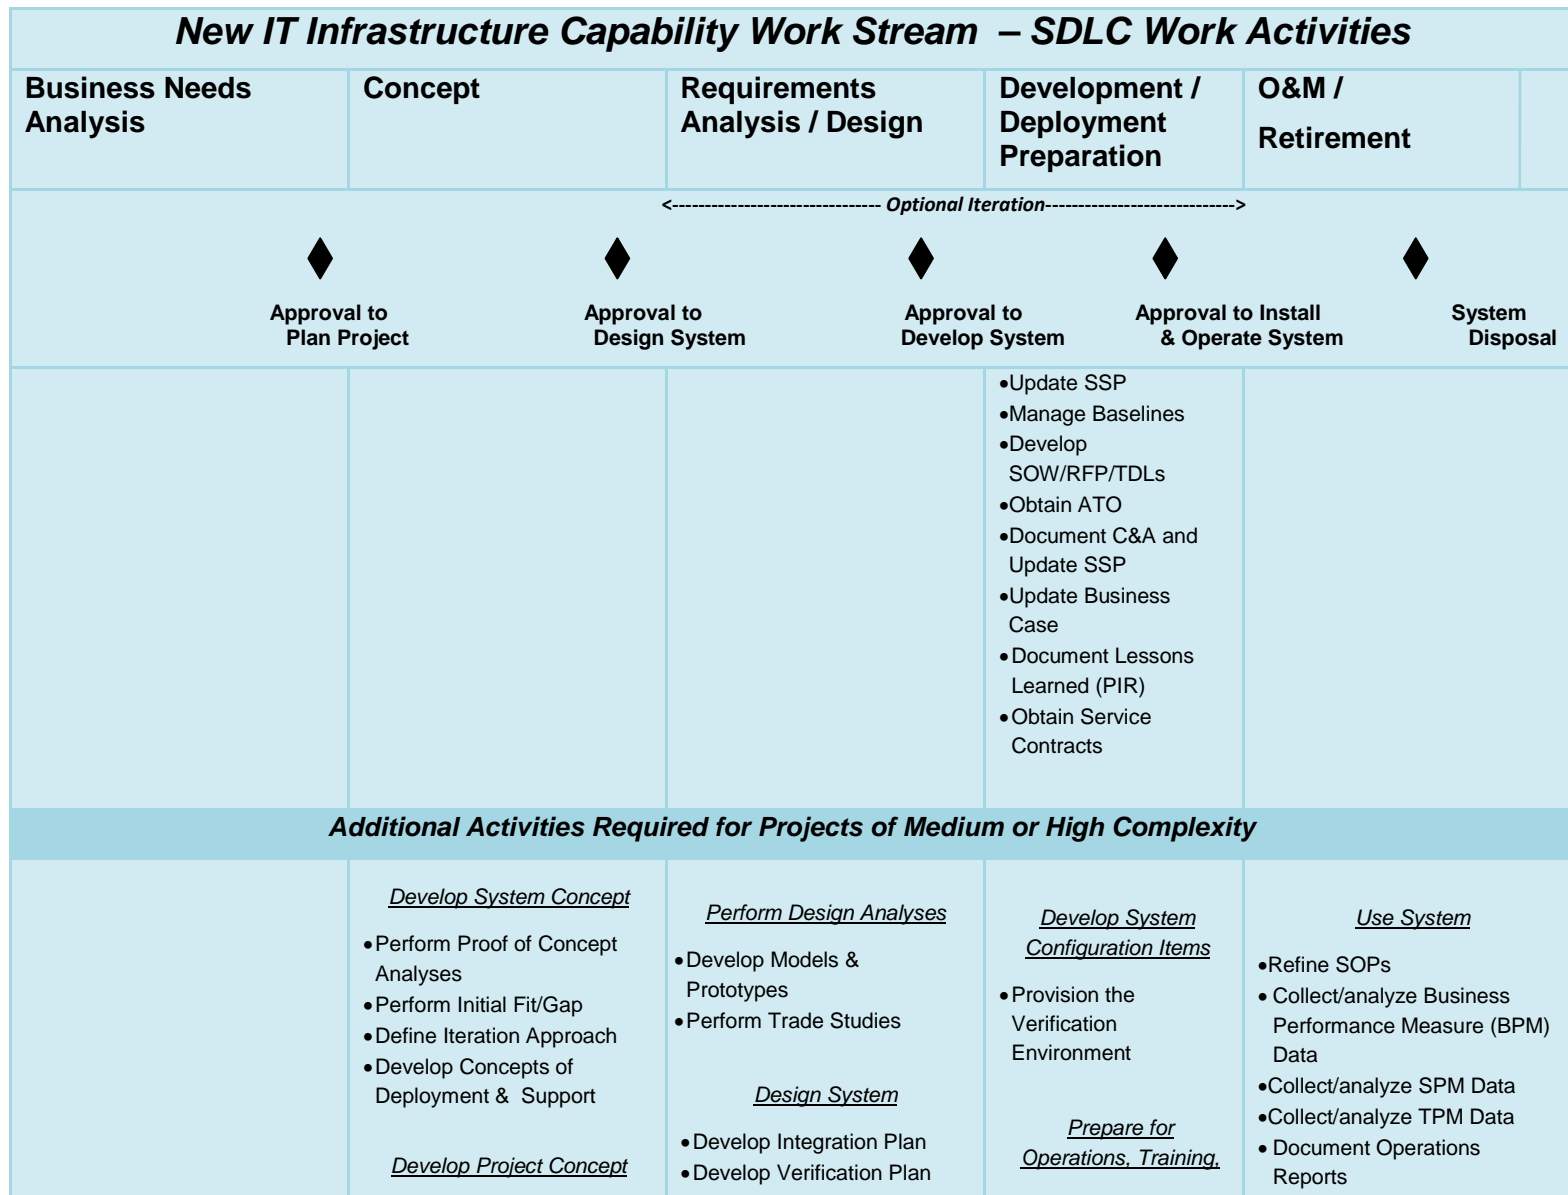 New IT Infrastructure Capability Work Stream – SDLC Work Activities
Business Needs
Analysis
Concept
Requirements
Analysis / Design
Development /
Deployment
Preparation
O&M /
Retirement
<-------------------------------- Optional Iteration----------------------------->
Approval to
Plan Project
Approval to
Design System
Approval to
Develop System
Approval to Install
& Operate System
System
Disposal
•Update SSP
•Manage Baselines
•Develop
SOW/RFP/TDLs
•Obtain ATO
•Document C&A and
Update SSP
•Update Business
Case
•Document Lessons
Learned (PIR)
•Obtain Service
Contracts
Additional Activities Required for Projects of Medium or High Complexity
Develop System Concept
•Perform Proof of Concept
Analyses
•Perform Initial Fit/Gap
•Define Iteration Approach
•Develop Concepts of
Deployment & Support
Develop Project Concept
Perform Design Analyses
•Develop Models &
Prototypes
•Perform Trade Studies
Design System
•Develop Integration Plan
•Develop Verification Plan
Develop System
Configuration Items
•Provision the
Verification
Environment
Prepare for
Operations, Training,
Use System
•Refine SOPs
• Collect/analyze Business
Performance Measure (BPM)
Data
•Collect/analyze SPM Data
•Collect/analyze TPM Data
• Document Operations
Reports